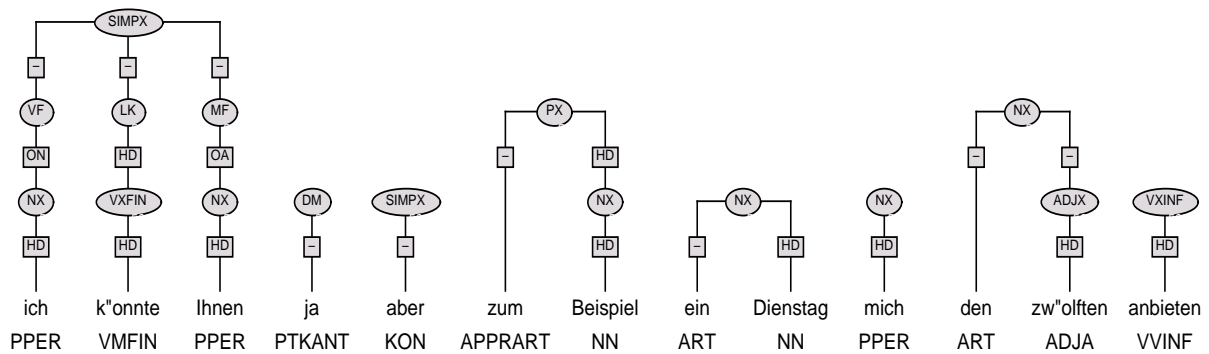 SIMPX
– – –
VF LK MF PX NX
ON HD OA – HD – –
NX VXFIN NX DM SIMPX NX NX NX ADJX VXINF
HD HD HD – – HD – HD HD HD HD
ich k"onnte Ihnen ja aber zum Beispiel ein Dienstag mich den zw"olften anbieten
PPER VMFIN PPER PTKANT KON APPRART NN ART NN PPER ART ADJA VVINF